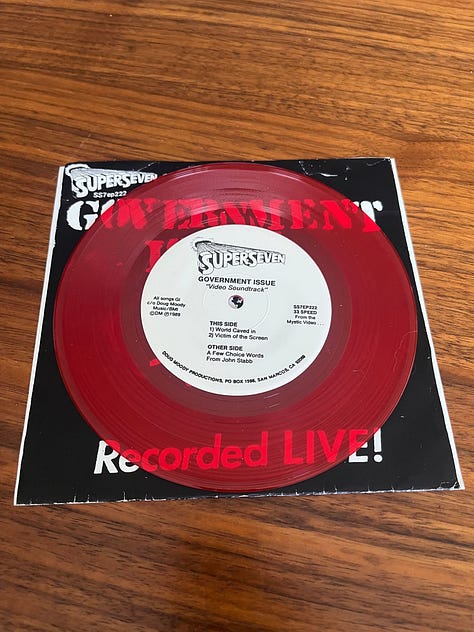 SUPERSEVEN
SS7ep222
GOVERNMENT
SUPERSEVEN
GOVERNMENT ISSUE
"Video Soundtrack"
All songs GI
c/o Doug Moody
Music/BMI
©DM ℗1989
SS7EP222
33 SPEED
From the
Mystic Video . . .
THIS SIDE
1) World Caved in
2) Victim of the Screen
OTHER SIDE
A Few Choice Words
From John Stabb
DOUG MOODY PRODUCTIONS, PO BOX 1596, SAN MARCOS, CA 92069
Recorded LIVE!